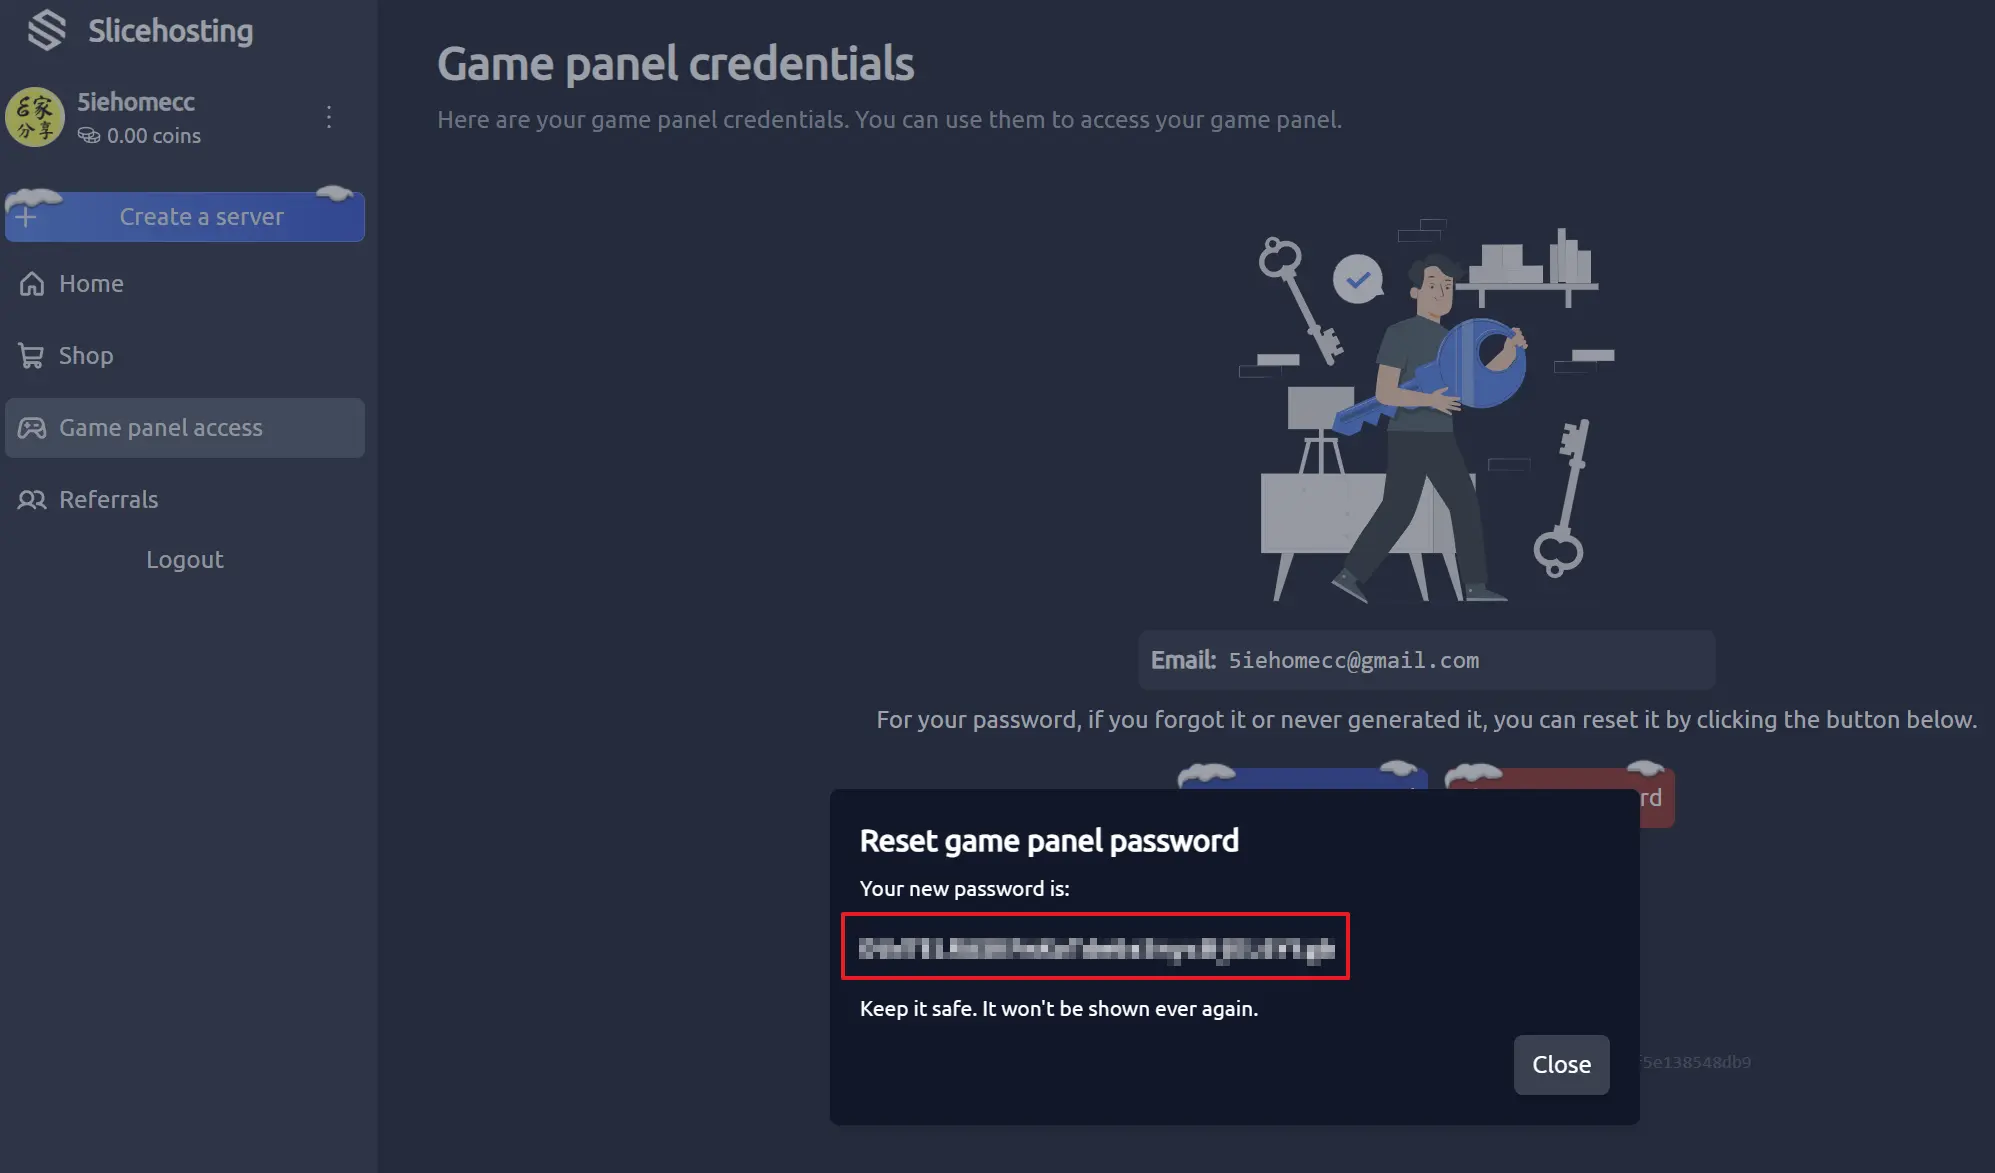 Slicehosting
5iehomecc
0.00 coins
Create a server
Home
Shop
Game panel access
Referrals
Logout
Game panel credentials
Here are your game panel credentials. You can use them to access your game panel.
Email: 5iehomecc@gmail.com
For your password, if you forgot it or never generated it, you can reset it by clicking the button below.
rd
Reset game panel password
Your new password is:
Keep it safe. It won't be shown ever again.
Close
5e138548db9
家
分享